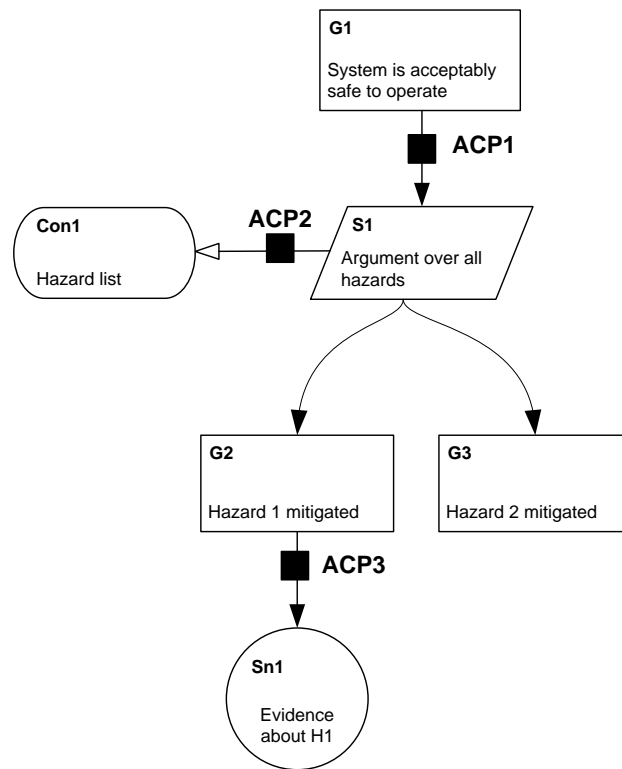 G1
System is acceptably
safe to operate
ACP1
ACP2
Con1
Hazard list
S1
Argument over all
hazards
G2
Hazard 1 mitigated
G3
Hazard 2 mitigated
ACP3
Sn1
Evidence
about H1